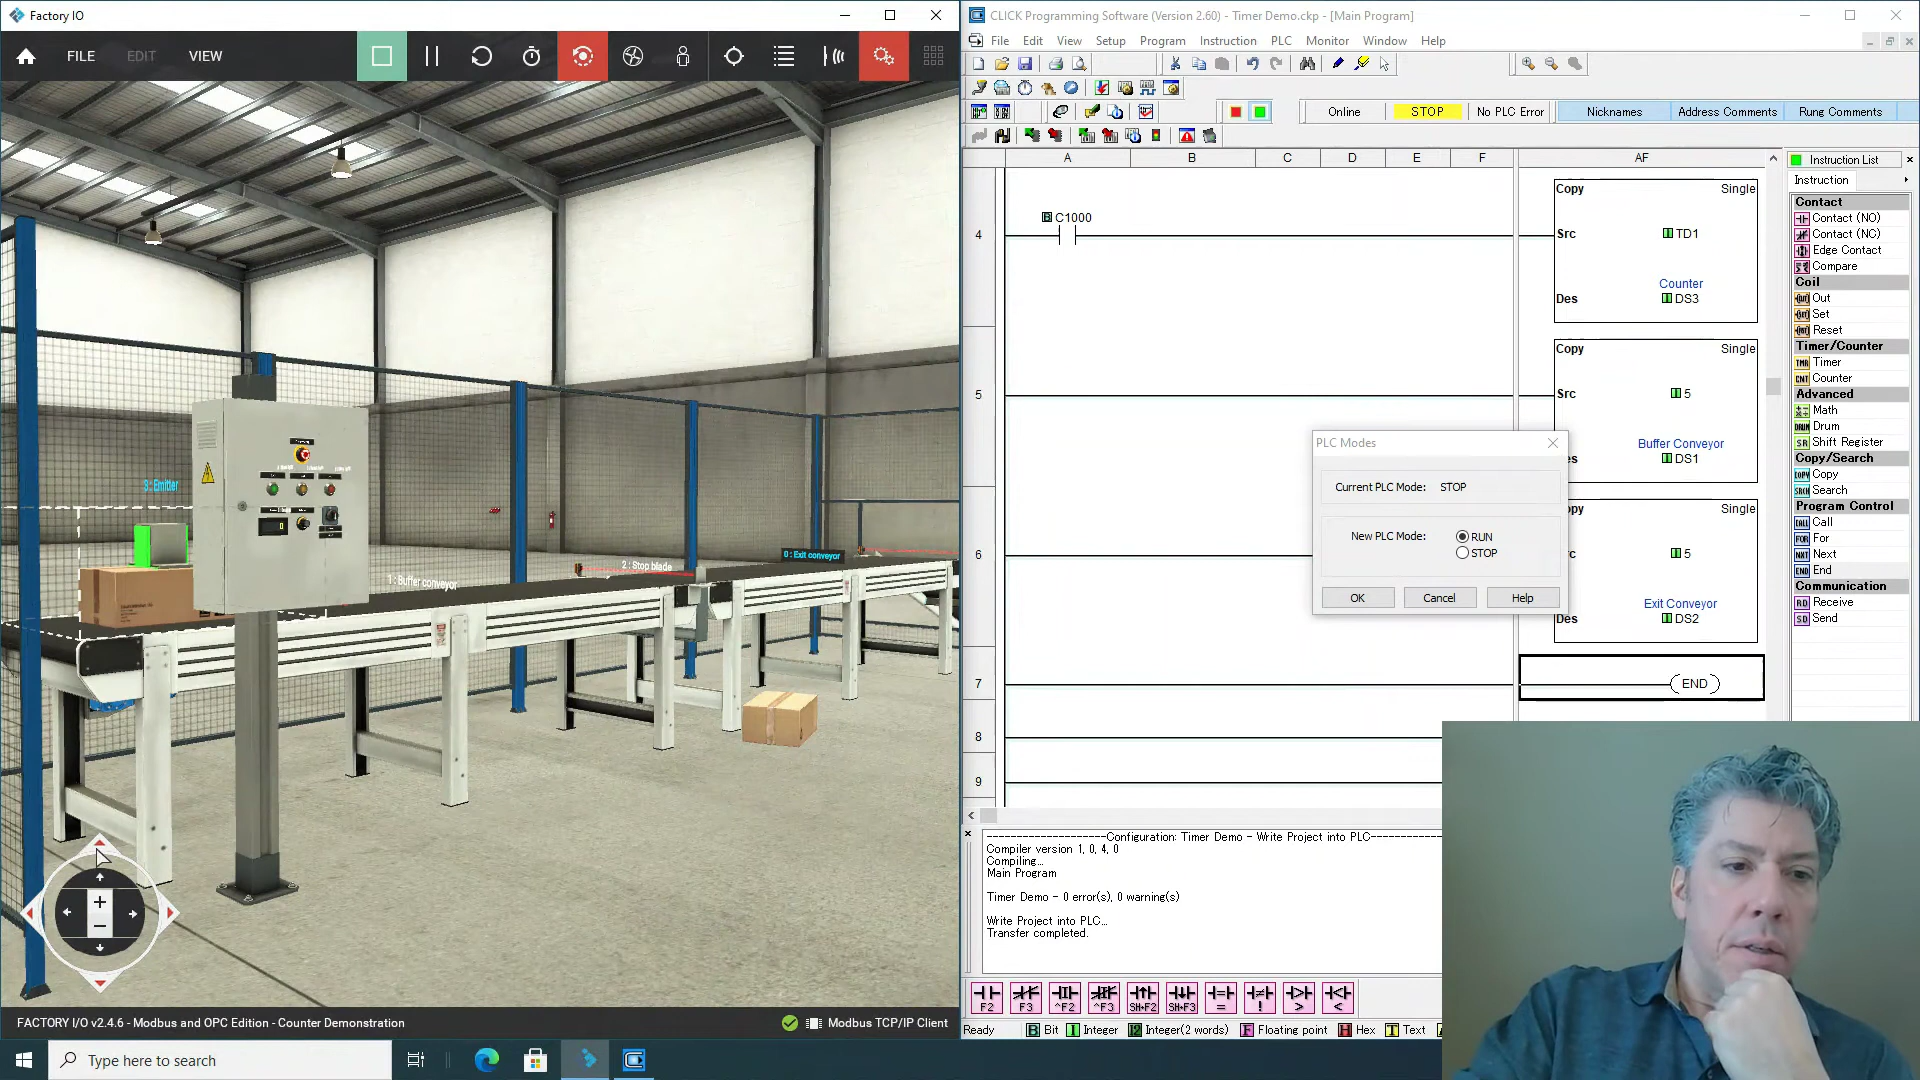 Factory IO
FILE
EDIT
VIEW
3 : Emitter
1 : Buffer conveyor
2 : Stop blade
0 : Exit conveyor
FACTORY I/O v2.4.6 - Modbus and OPC Edition - Counter Demonstration
Modbus TCP/IP Client
Type here to search
CLICK Programming Software (Version 2.60) - Timer Demo.ckp - [Main Program]
File Edit View Setup Program Instruction PLC Monitor Window Help
Online
STOP
No PLC Error
Nicknames
Address Comments
Rung Comments
A B C D E F AF
4
C1000
Copy Single
Src TD1
Counter
Des DS3
5
Copy Single
Src 5
Buffer Conveyor
DS1
6
Single
5
Exit Conveyor
Des DS2
7
END
8
9
PLC Modes
Current PLC Mode: STOP
New PLC Mode:
RUN
STOP
OK
Cancel
Help
Instruction List
Instruction
Contact
Contact (NO)
Contact (NC)
Edge Contact
Compare
Coil
Out
Set
Reset
Timer/Counter
Timer
Counter
Advanced
Math
Drum
Shift Register
Copy/Search
Copy
Search
Program Control
Call
For
Next
End
Communication
Receive
Send
--------------------Configuration: Timer Demo - Write Project into PLC-----------
Compiler version 1, 0, 4, 0
Compiling...
Main Program
Timer Demo - 0 error(s), 0 warning(s)
Write Project into PLC...
Transfer completed.
F2 F3 ^F2 ^F3 SH+F2 SH+F3 = ! > <
Ready
Bit
Integer
Integer(2 words)
Floating point
Hex
Text